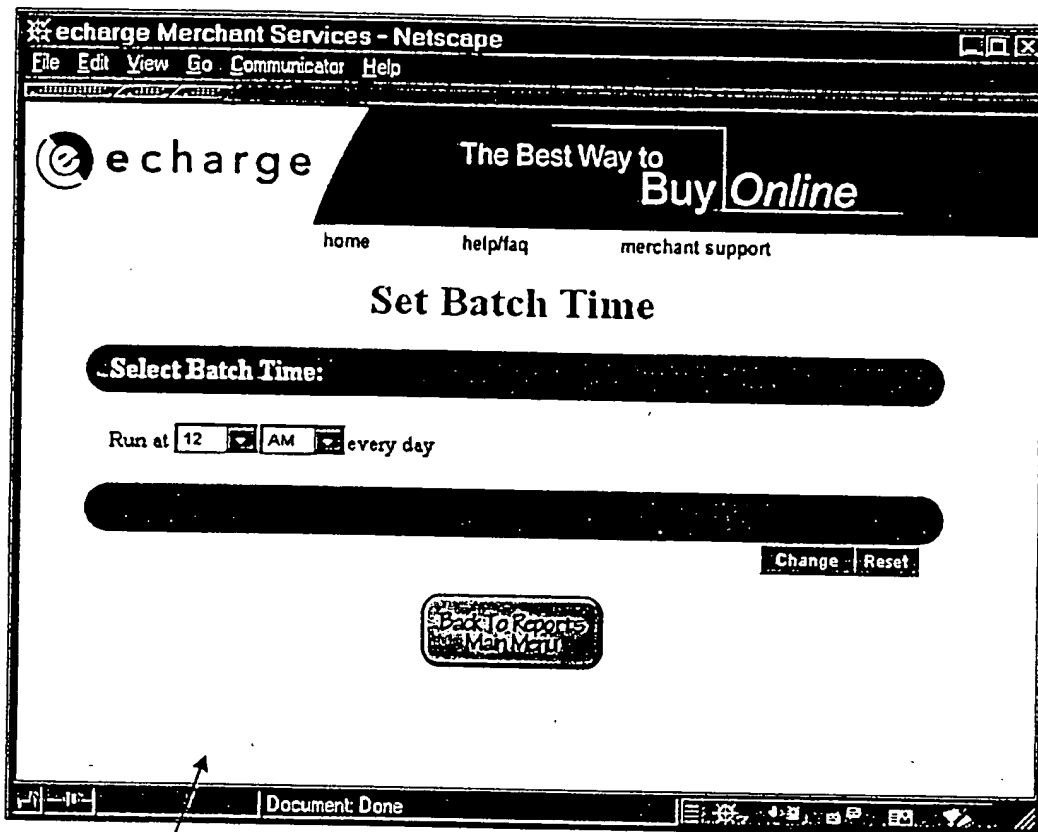 echarge Merchant Services - Netscape
File Edit View Go Communicator Help
e echarge
The Best Way to
Buy Online
home help/faq merchant support
Set Batch Time
Select Batch Time:
Run at 12 AM every day
Change Reset
Back To Reports
Main Menu
Document: Done